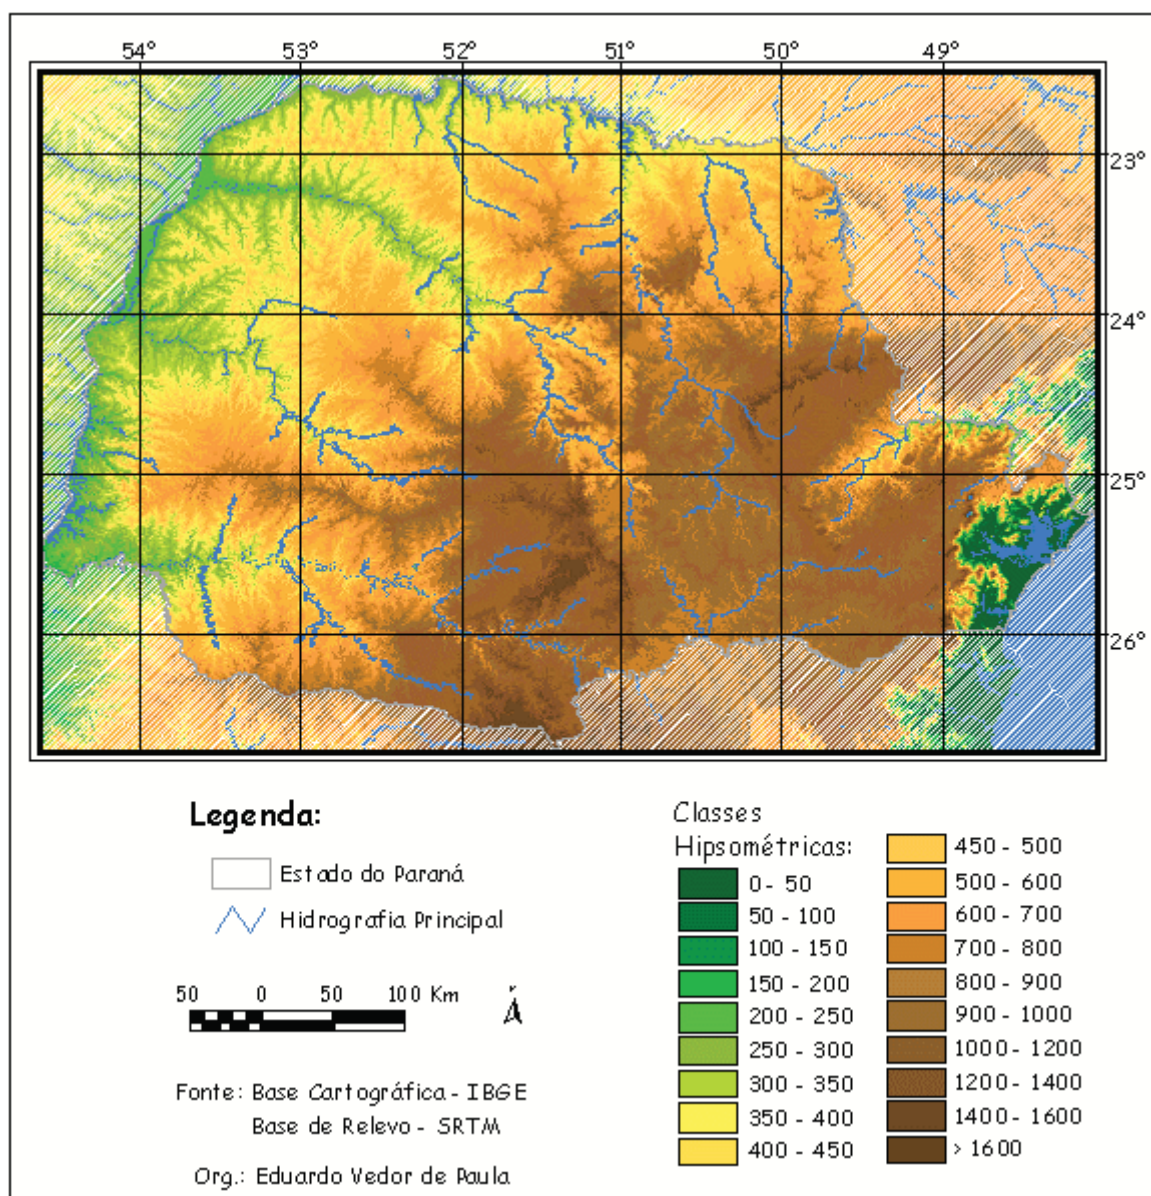 54° 53° 52° 51° 50° 49°
23°
24°
25°
26°
Legenda:
Estado do Paraná
Hidrografia Principal
50 0 50 100 Km
Fonte: Base Cartográfica - IBGE
Base de Relevo - SRTM
Org.: Eduardo Vedor de Paula
Classes
Hipsométricas:
0 - 50
50 - 100
100 - 150
150 - 200
200 - 250
250 - 300
300 - 350
350 - 400
400 - 450
450 - 500
500 - 600
600 - 700
700 - 800
800 - 900
900 - 1000
1000 - 1200
1200 - 1400
1400 - 1600
> 1600